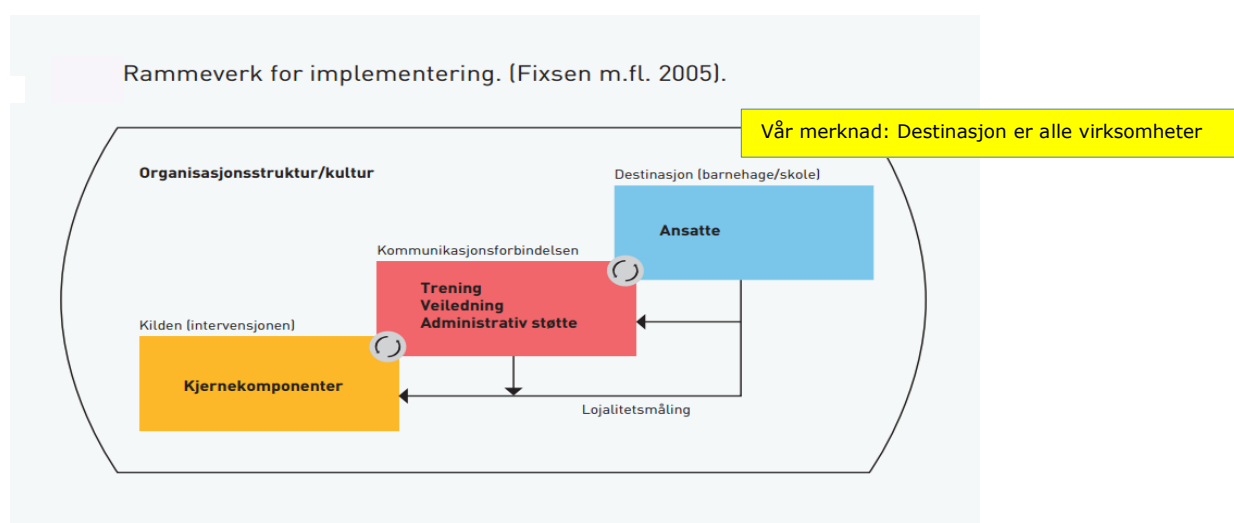 Rammeverk for implementering. (Fixsen m.fl. 2005).
Vår merknad: Destinasjon er alle virksomheter
Organisasjonsstruktur/kultur
Destinasjon (barnehage/skole)
Ansatte
Kommunikasjonsforbindelsen
Trening
Veiledning
Administrativ støtte
Kilden (intervensjonen)
Kjernekomponenter
Lojalitetsmåling